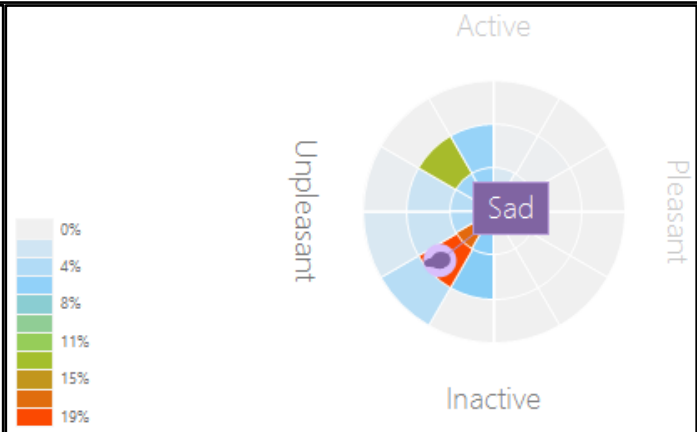 Active
Unpleasant
Sad
Pleasant
0%
4%
8%
11%
15%
19%
Inactive